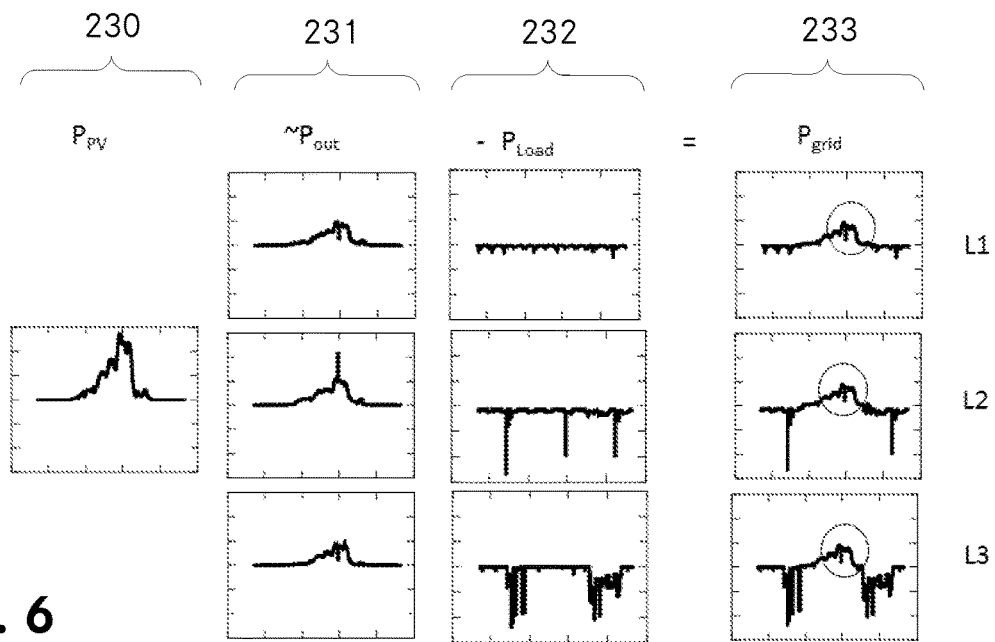 230 231 232 233
P_PV ~P_out - P_Load = P_grid
L1
L2
L3
. 6